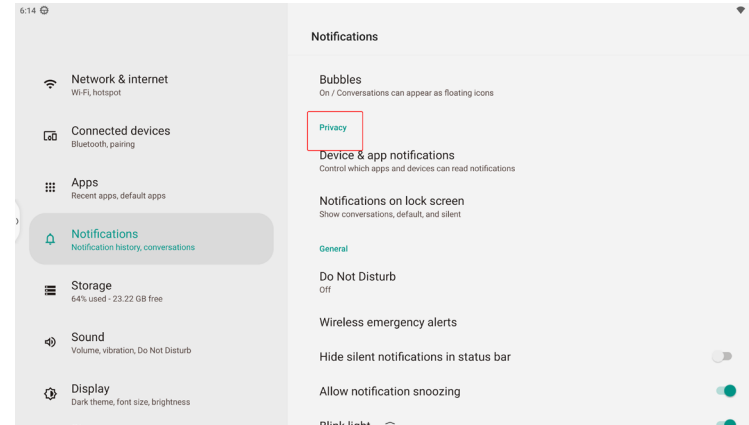 6:14
Notifications
Network & internet
Wi-Fi, hotspot
Connected devices
Bluetooth, pairing
Apps
Recent apps, default apps
Notifications
Notification history, conversations
Storage
64% used - 23.22 GB free
Sound
Volume, vibration, Do Not Disturb
Display
Dark theme, font size, brightness
Bubbles
On / Conversations can appear as floating icons
Privacy
Device & app notifications
Control which apps and devices can read notifications
Notifications on lock screen
Show conversations, default, and silent
General
Do Not Disturb
Off
Wireless emergency alerts
Hide silent notifications in status bar
Allow notification snoozing
Blink light